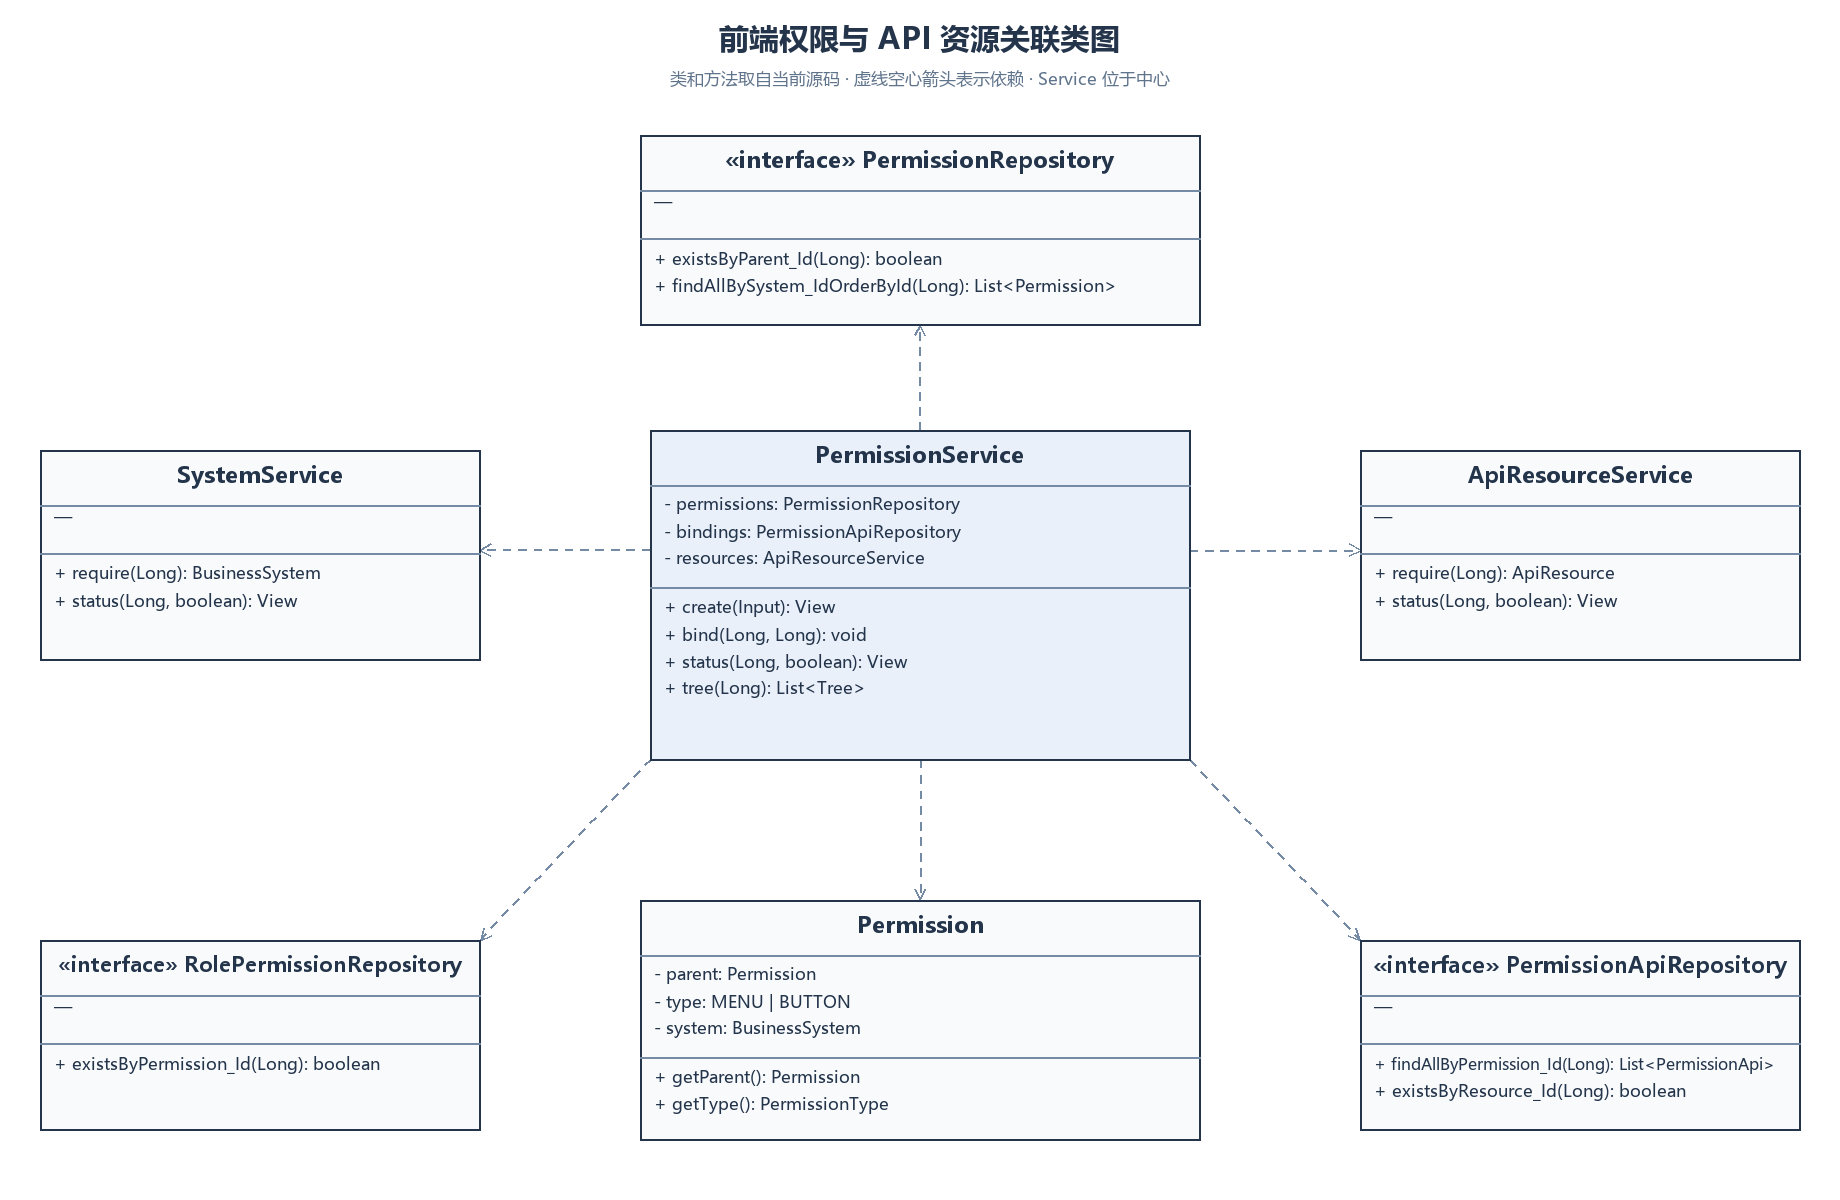 前端权限与 API 资源关联类图
类和方法取自当前源码 · 虚线空心箭头表示依赖 · Service 位于中心
«interface» PermissionRepository
—
+ existsByParent_Id(Long): boolean
+ findAllBySystem_IdOrderById(Long): List<Permission>
SystemService
—
+ require(Long): BusinessSystem
+ status(Long, boolean): View
PermissionService
- permissions: PermissionRepository
- bindings: PermissionApiRepository
- resources: ApiResourceService
+ create(Input): View
+ bind(Long, Long): void
+ status(Long, boolean): View
+ tree(Long): List<Tree>
ApiResourceService
—
+ require(Long): ApiResource
+ status(Long, boolean): View
«interface» RolePermissionRepository
—
+ existsByPermission_Id(Long): boolean
Permission
- parent: Permission
- type: MENU | BUTTON
- system: BusinessSystem
+ getParent(): Permission
+ getType(): PermissionType
«interface» PermissionApiRepository
—
+ findAllByPermission_Id(Long): List<PermissionApi>
+ existsByResource_Id(Long): boolean